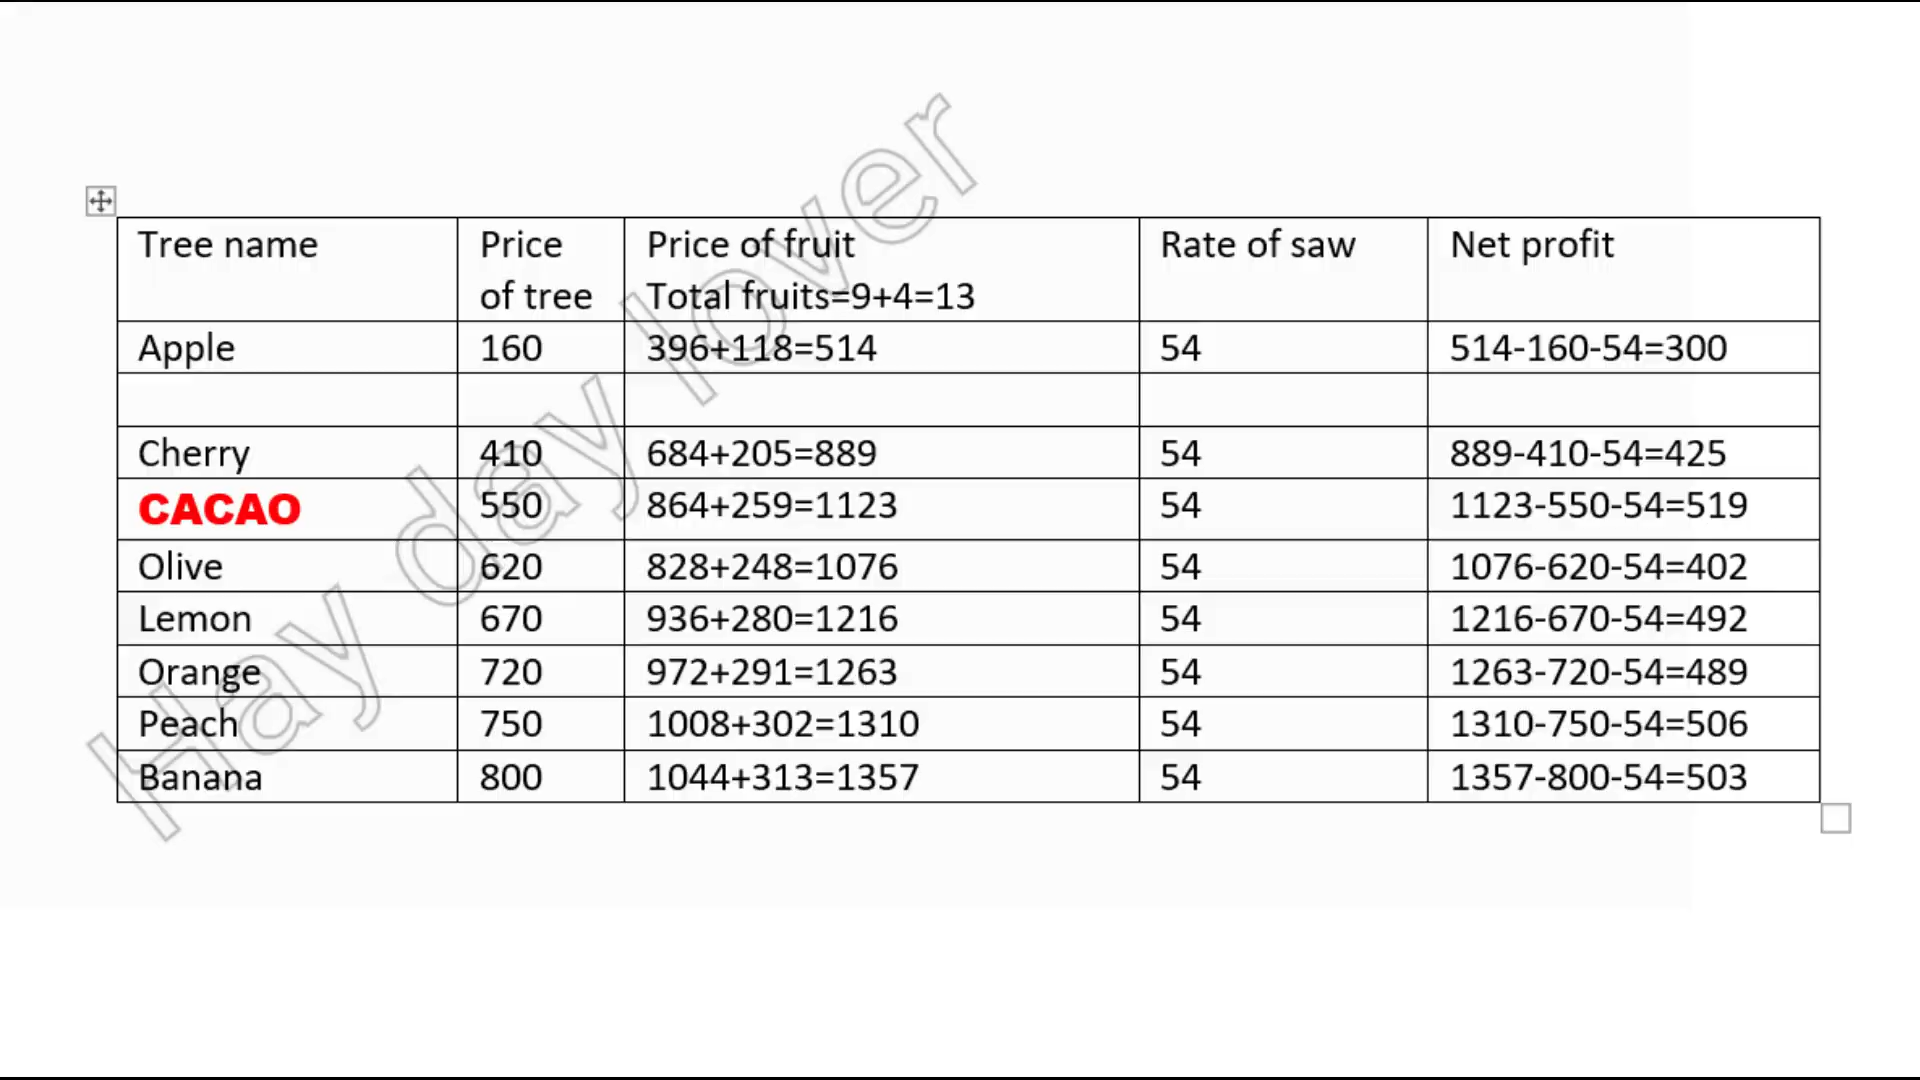 Tree name Price of tree Price of fruit Total fruits=9+4=13 Rate of saw Net profit
Apple 160 396+118=514 54 514-160-54=300
Cherry 410 684+205=889 54 889-410-54=425
CACAO 550 864+259=1123 54 1123-550-54=519
Olive 620 828+248=1076 54 1076-620-54=402
Lemon 670 936+280=1216 54 1216-670-54=492
Orange 720 972+291=1263 54 1263-720-54=489
Peach 750 1008+302=1310 54 1310-750-54=506
Banana 800 1044+313=1357 54 1357-800-54=503
Hay day lover